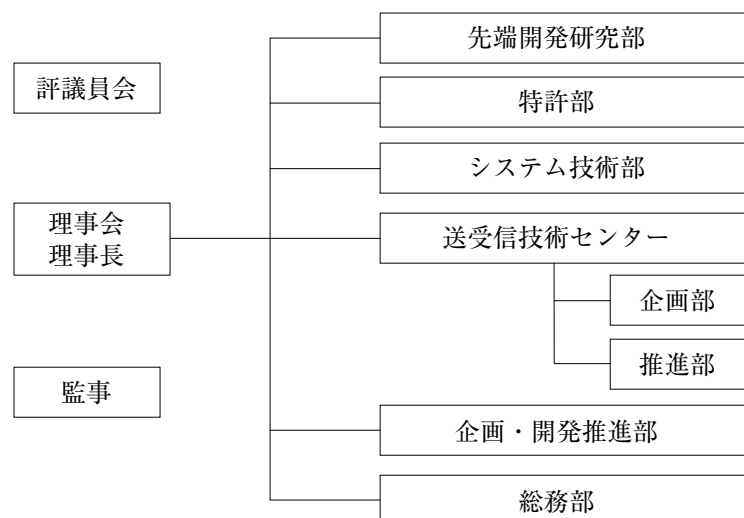 評議員会
理事会
理事長
監事
先端開発研究部
特許部
システム技術部
送受信技術センター
企画部
推進部
企画・開発推進部
総務部